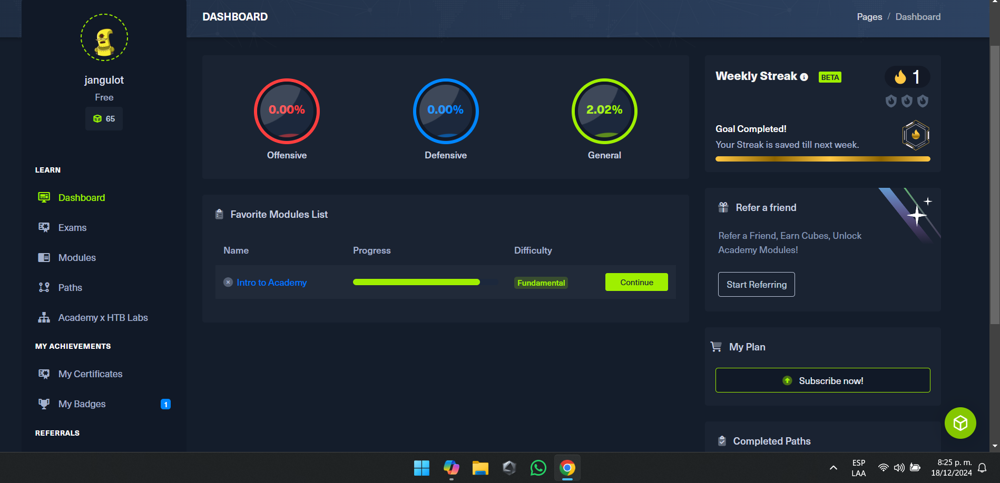 jangulot
Free
65
LEARN
Dashboard
Exams
Modules
Paths
Academy x HTB Labs
MY ACHIEVEMENTS
My Certificates
My Badges 1
REFERRALS
DASHBOARD
Pages / Dashboard
0.00%
Offensive
0.00%
Defensive
2.02%
General
Favorite Modules List
Name Progress Difficulty
Intro to Academy Fundamental Continue
Weekly Streak BETA 1
Goal Completed!
Your Streak is saved till next week.
Refer a friend
Refer a Friend, Earn Cubes, Unlock
Academy Modules!
Start Referring
My Plan
Subscribe now!
Completed Paths
ESP
LAA
8:25 p. m.
18/12/2024